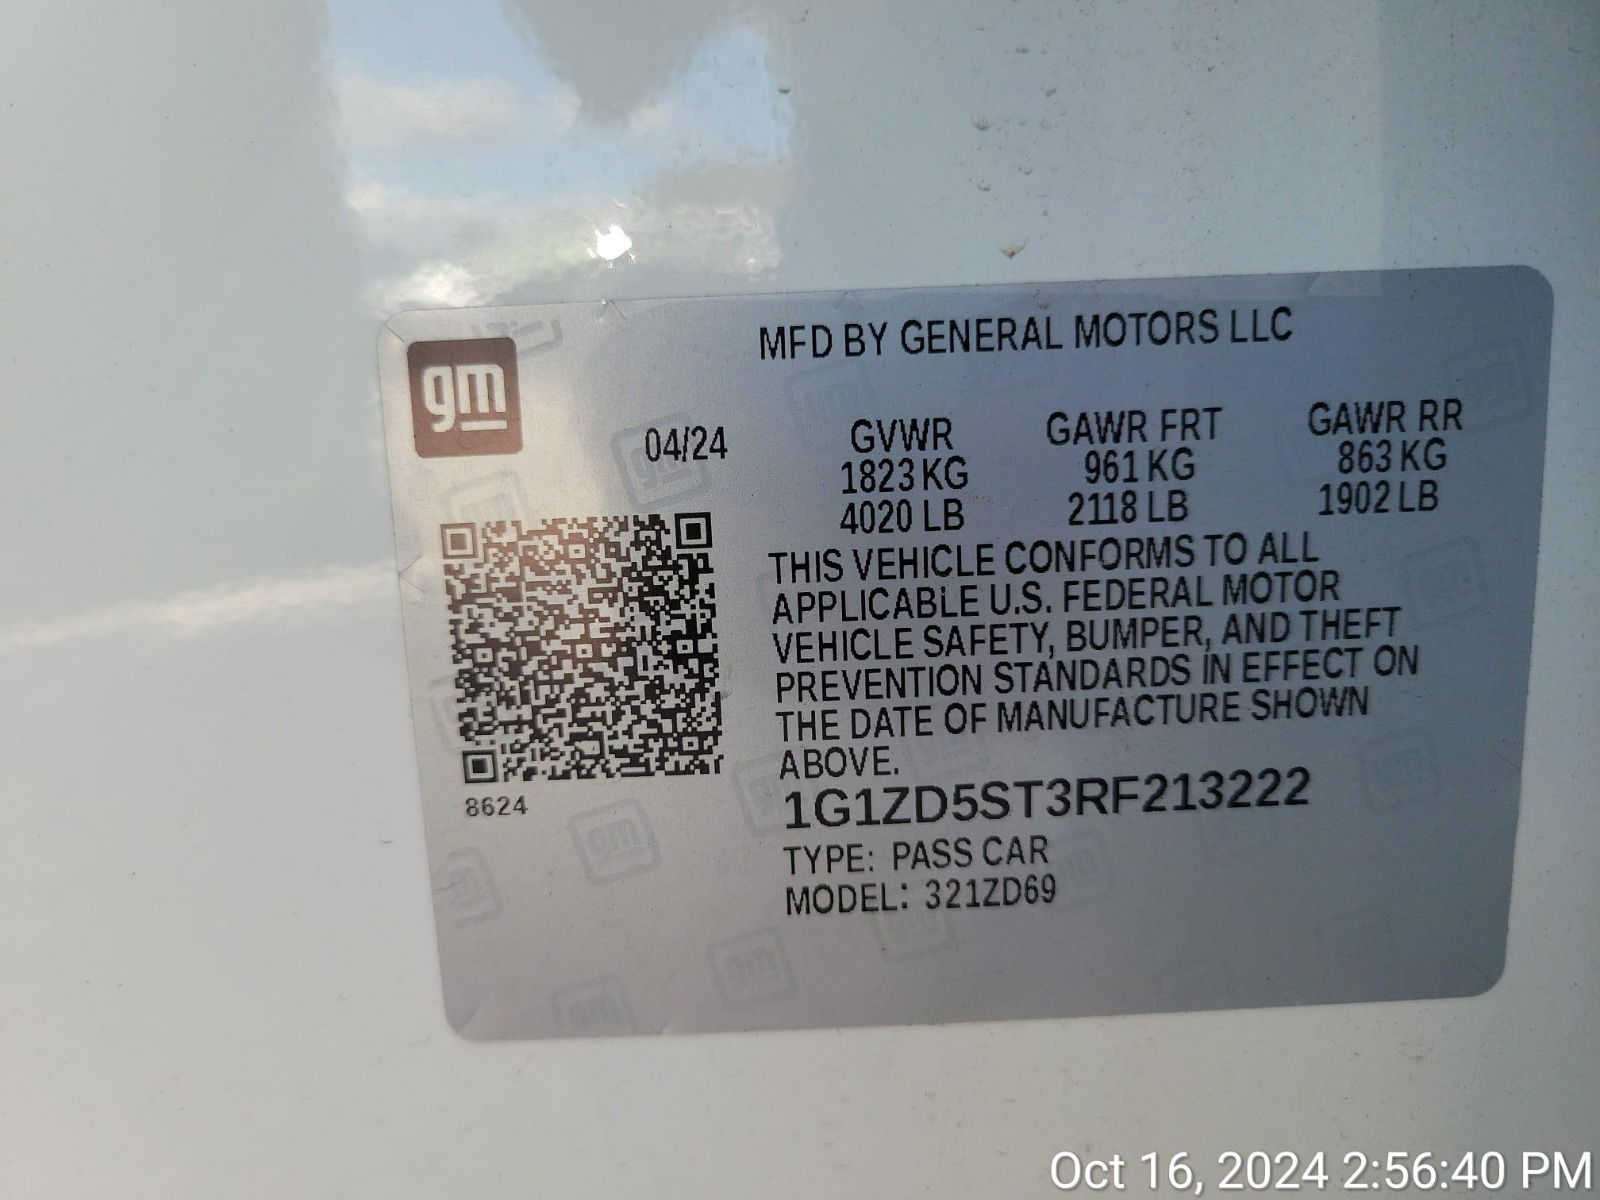 MFD BY GENERAL MOTORS LLC
gm
04/24
GVWR GAWR FRT GAWR RR
1823 KG 961 KG 863 KG
4020 LB 2118 LB 1902 LB
THIS VEHICLE CONFORMS TO ALL
APPLICABLE U.S. FEDERAL MOTOR
VEHICLE SAFETY, BUMPER, AND THEFT
PREVENTION STANDARDS IN EFFECT ON
THE DATE OF MANUFACTURE SHOWN
ABOVE.
8624
1G1ZD5ST3RF213222
TYPE: PASS CAR
MODEL: 321ZD69
Oct 16, 2024 2:56:40 PM